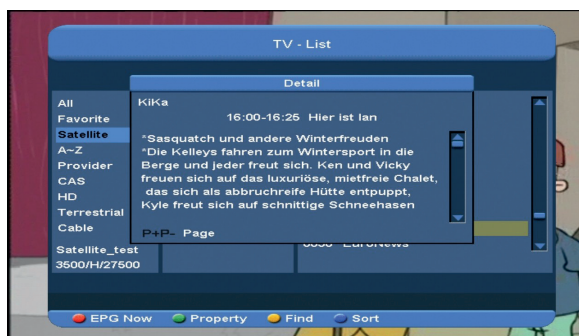 TV - List
Detail
All
Favorite
Satellite
A~Z
Provider
CAS
HD
Terrestrial
Cable
Satellite_test
3500/H/27500
KiKa
16:00-16:25 Hier ist Ian
*Sasquatch und andere Winterfreuden
*Die Kelleys fahren zum Wintersport in die
Berge und jeder freut sich. Ken und Vicky
freuen sich auf das luxuriöse, mietfreie Chalet,
das sich als abbruchreife Hütte entpuppt,
Kyle freut sich auf schnittige Schneehasen
P+P- Page
EuroNews
EPG Now Property Find Sort